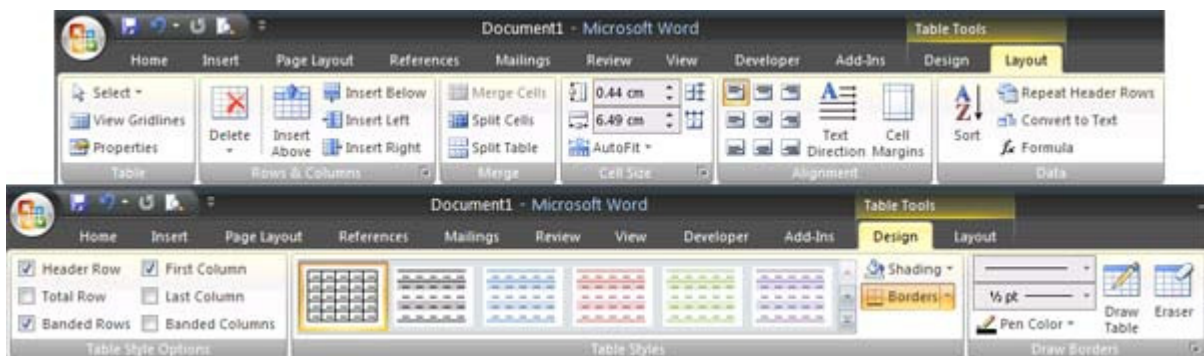 Document1 - Microsoft Word Table Tools
Home Insert Page Layout References Mailings Review View Developer Add-Ins Design Layout
Select Delete Insert Above Insert Below Merge Cells 0.44 cm Text Direction Cell Margins Sort Repeat Header Rows
View Gridlines Insert Left Split Cells 6.49 cm Convert to Text
Properties Insert Right Split Table AutoFit Formula
Table Rows & Columns Merge Cell Size Alignment Data
Document1 - Microsoft Word Table Tools
Home Insert Page Layout References Mailings Review View Developer Add-Ins Design Layout
Header Row First Column Shading
Total Row Last Column Borders ½ pt Draw Table Eraser
Banded Rows Banded Columns Pen Color
Table Style Options Table Styles Draw Borders